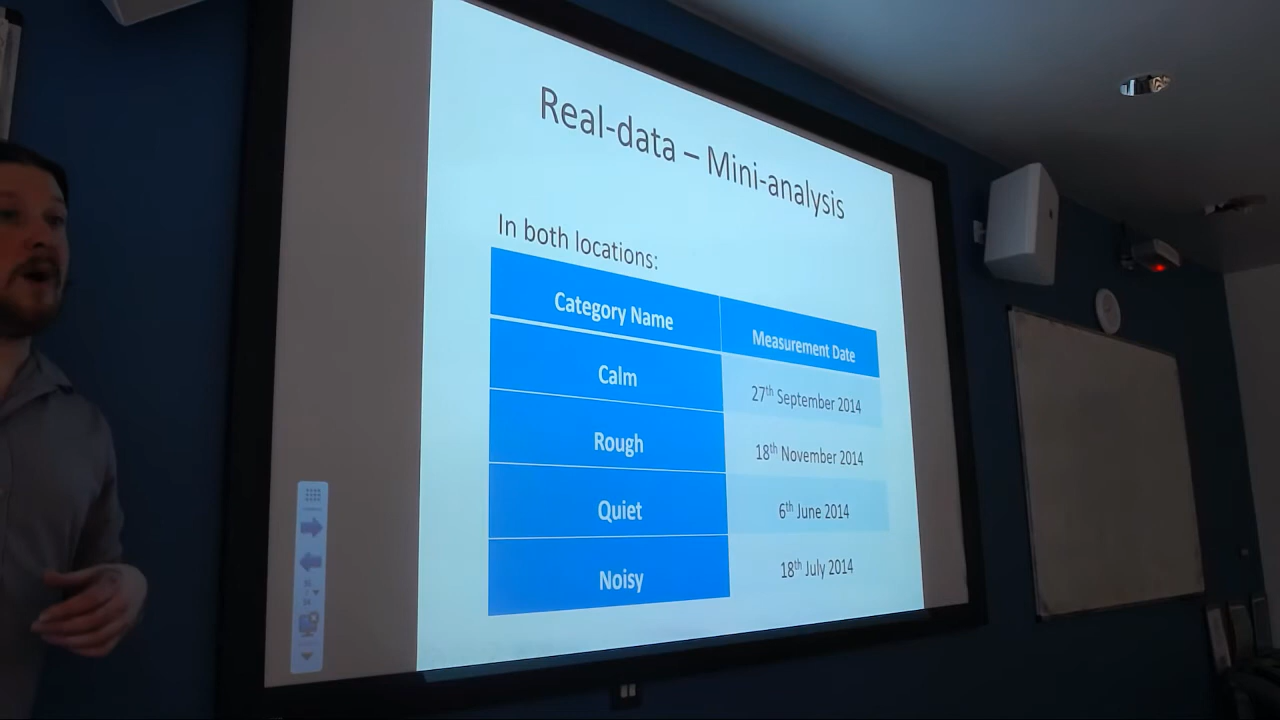 Real-data – Mini-analysis
In both locations:
Category Name
Measurement Date
Calm
27th September 2014
Rough
18th November 2014
Quiet
6th June 2014
Noisy
18th July 2014